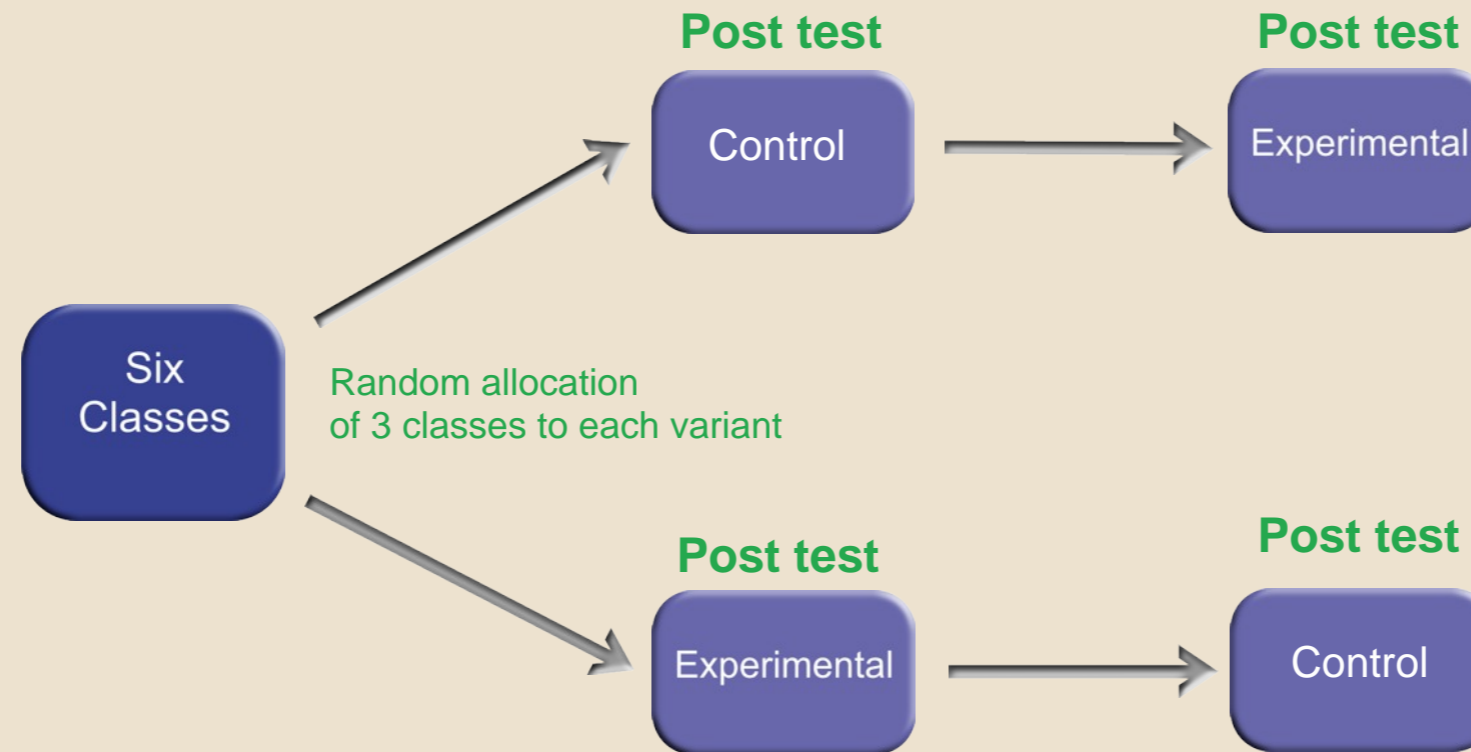 Post test
Post test
Control
Experimental
Six
Classes
Random allocation
of 3 classes to each variant
Post test
Post test
Experimental
Control